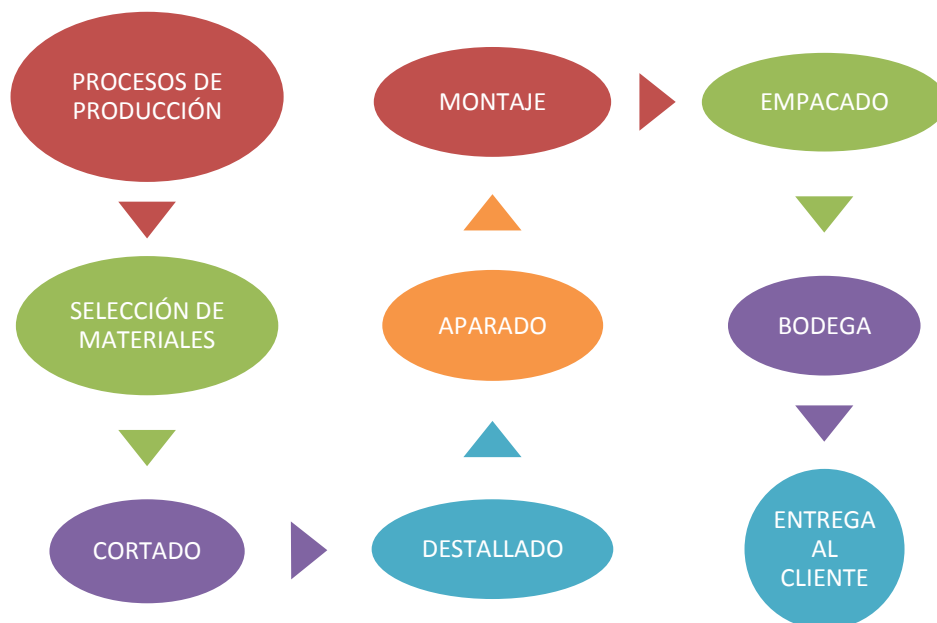 PROCESOS DE
PRODUCCIÓN
SELECCIÓN DE
MATERIALES
CORTADO
DESTALLADO
APARADO
MONTAJE
EMPACADO
BODEGA
ENTREGA
AL
CLIENTE